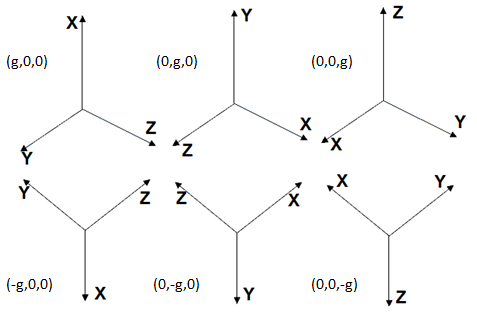 X Y Z
(g,0,0) (0,g,0) (0,0,g)
Z X Y
Y Z X
Y Z Z X X Y
(-g,0,0) X (0,-g,0) Y (0,0,-g) Z